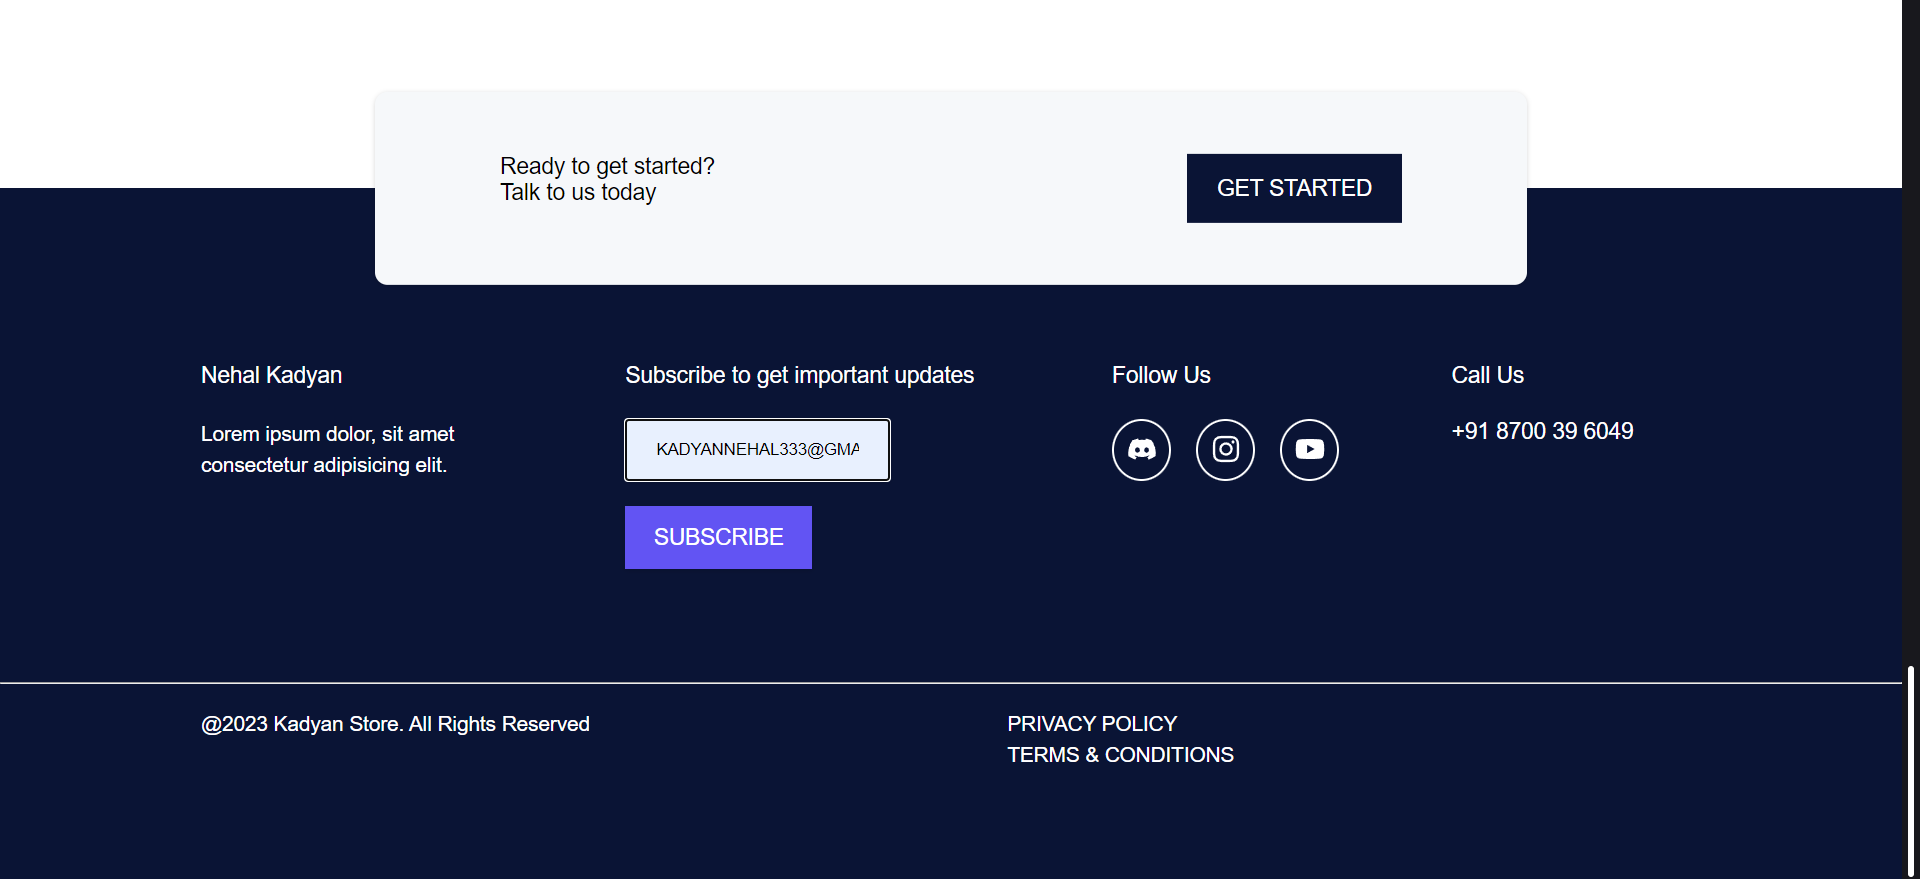 Ready to get started?
Talk to us today
GET STARTED
Nehal Kadyan
Lorem ipsum dolor, sit amet
consectetur adipisicing elit.
Subscribe to get important updates
KADYANNEHAL333@GMA
SUBSCRIBE
Follow Us
Call Us
+91 8700 39 6049
@2023 Kadyan Store. All Rights Reserved
PRIVACY POLICY
TERMS & CONDITIONS